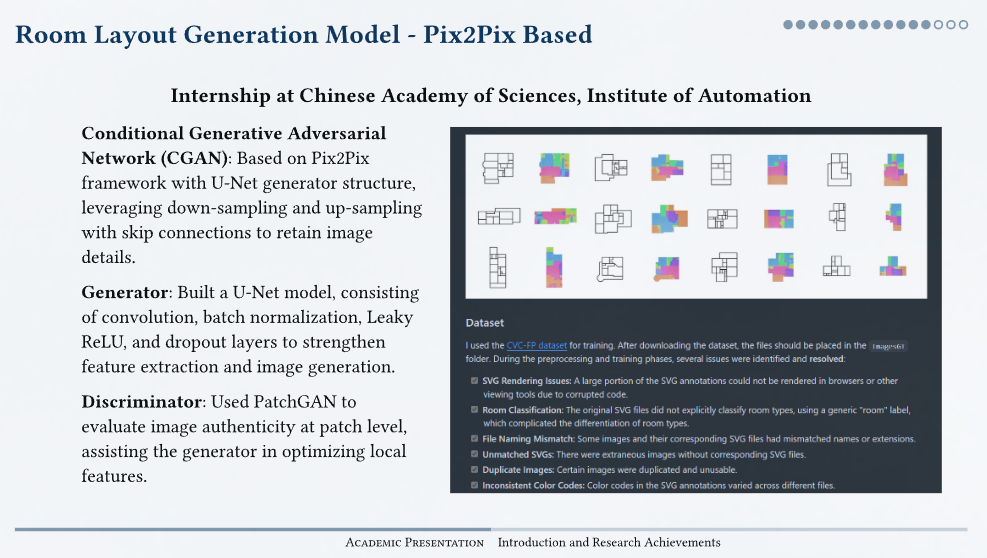 Room Layout Generation Model - Pix2Pix Based
Internship at Chinese Academy of Sciences, Institute of Automation
Conditional Generative Adversarial
Network (CGAN): Based on Pix2Pix
framework with U-Net generator structure,
leveraging down-sampling and up-sampling
with skip connections to retain image
details.
Generator: Built a U-Net model, consisting
of convolution, batch normalization, Leaky
ReLU, and dropout layers to strengthen
feature extraction and image generation.
Discriminator: Used PatchGAN to
evaluate image authenticity at patch level,
assisting the generator in optimizing local
features.
Dataset
I used the CVC-FP dataset for training. After downloading the dataset, the files should be placed in the ImagesGT
folder. During the preprocessing and training phases, several issues were identified and resolved:
SVG Rendering Issues: A large portion of the SVG annotations could not be rendered in browsers or other
viewing tools due to corrupted code.
Room Classification: The original SVG files did not explicitly classify room types, using a generic "room" label,
which complicated the differentiation of room types.
File Naming Mismatch: Some images and their corresponding SVG files had mismatched names or extensions.
Unmatched SVGs: There were extraneous images without corresponding SVG files.
Duplicate Images: Certain images were duplicated and unusable.
Inconsistent Color Codes: Color codes in the SVG annotations varied across different files.
Academic Presentation Introduction and Research Achievements